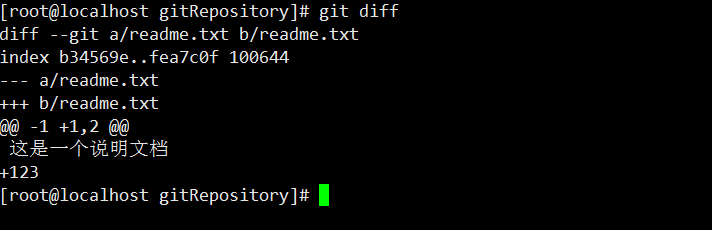 [root@localhost gitRepository]# git diff
diff --git a/readme.txt b/readme.txt
index b34569e..fea7c0f 100644
--- a/readme.txt
+++ b/readme.txt
@@ -1 +1,2 @@
 这是一个说明文档
+123
[root@localhost gitRepository]#